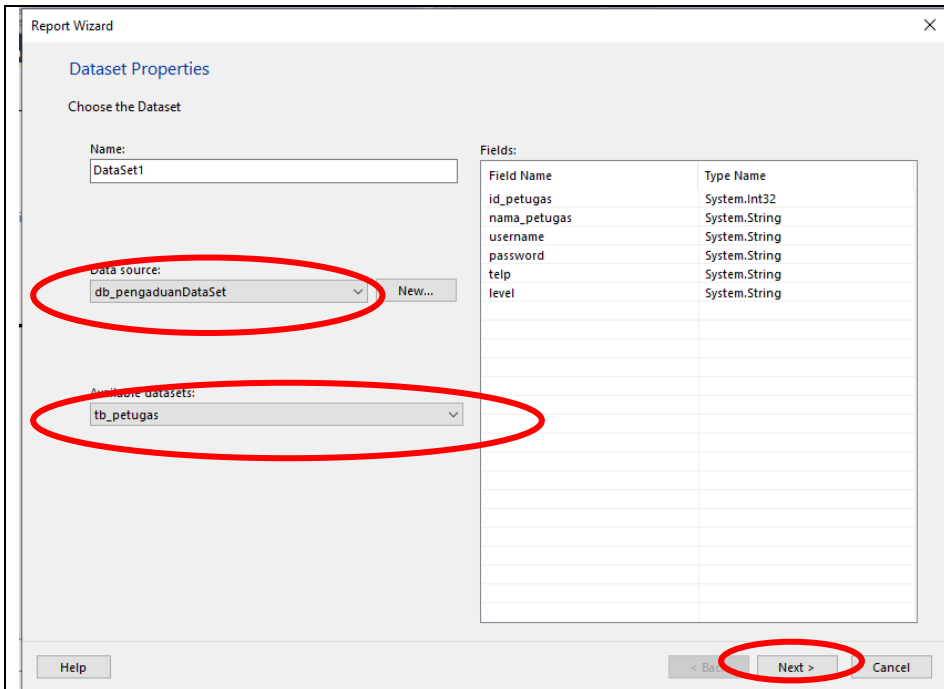 Report Wizard
Dataset Properties
Choose the Dataset
Name:
DataSet1
Data source:
db_pengaduanDataSet
New...
Available datasets:
tb_petugas
Fields:
Field Name Type Name
id_petugas System.Int32
nama_petugas System.String
username System.String
password System.String
telp System.String
level System.String
Help
< Back
Next >
Cancel